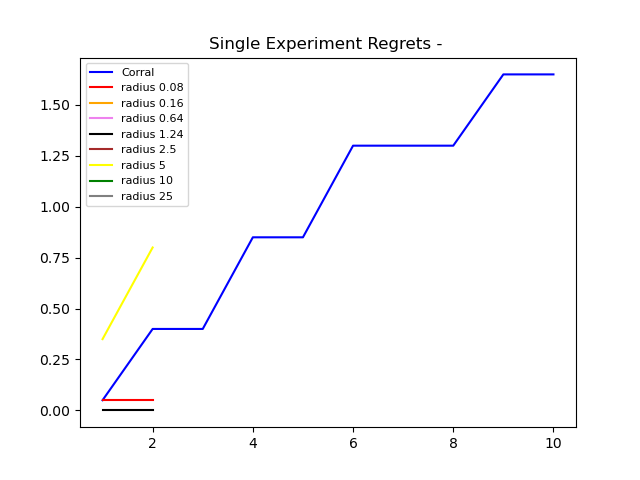 Single Experiment Regrets -
Corral
radius 0.08
radius 0.16
radius 0.64
radius 1.24
radius 2.5
radius 5
radius 10
radius 25
1.50
1.25
1.00
0.75
0.50
0.25
0.00
2 4 6 8 10